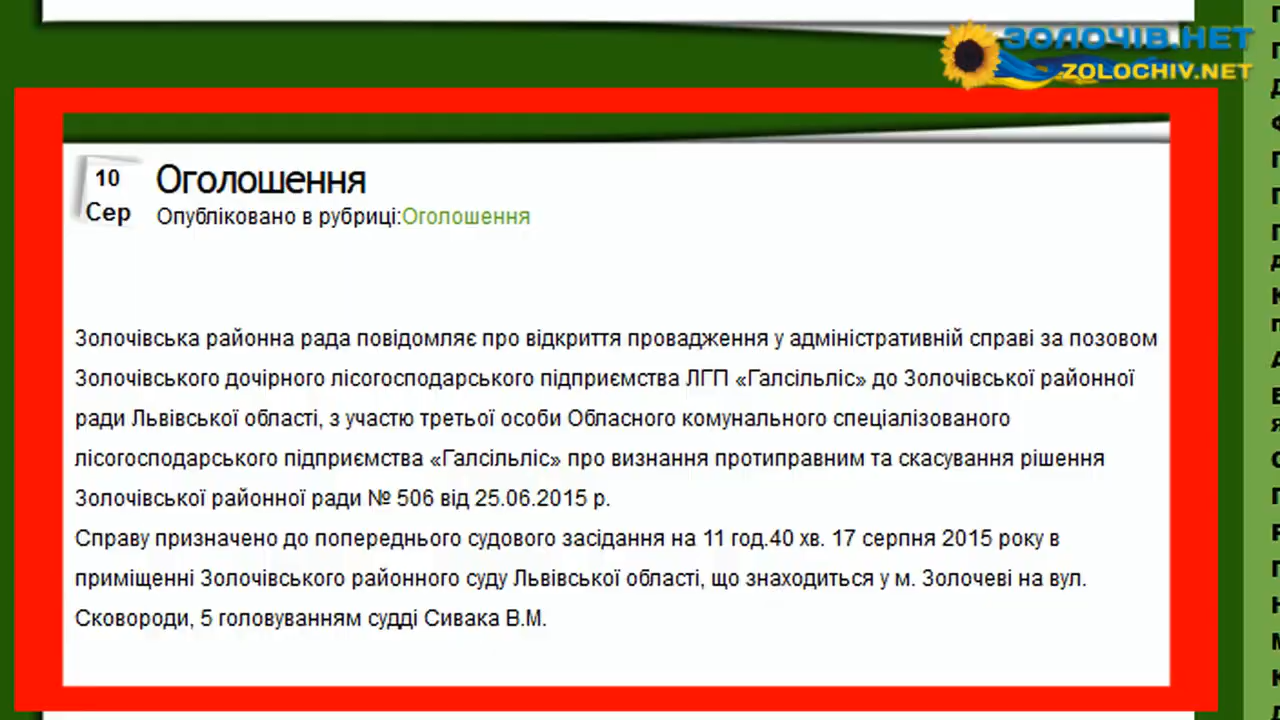 ЗОЛОЧІВ.НЕТ
ZOLOCHIV.NET
10
Сер
Оголошення
Опубліковано в рубриці:Оголошення
Золочівська районна рада повідомляє про відкриття провадження у адміністративній справі за позовом
Золочівського дочірного лісогосподарського підприємства ЛГП «Галсільліс» до Золочівської районної
ради Львівської області, з участю третьої особи Обласного комунального спеціалізованого
лісогосподарського підприємства «Галсільліс» про визнання протиправним та скасування рішення
Золочівської районної ради № 506 від 25.06.2015 р.
Справу призначено до попереднього судового засідання на 11 год.40 хв. 17 серпня 2015 року в
приміщенні Золочівського районного суду Львівської області, що знаходиться у м. Золочеві на вул.
Сковороди, 5 головуванням судді Сивака В.М.